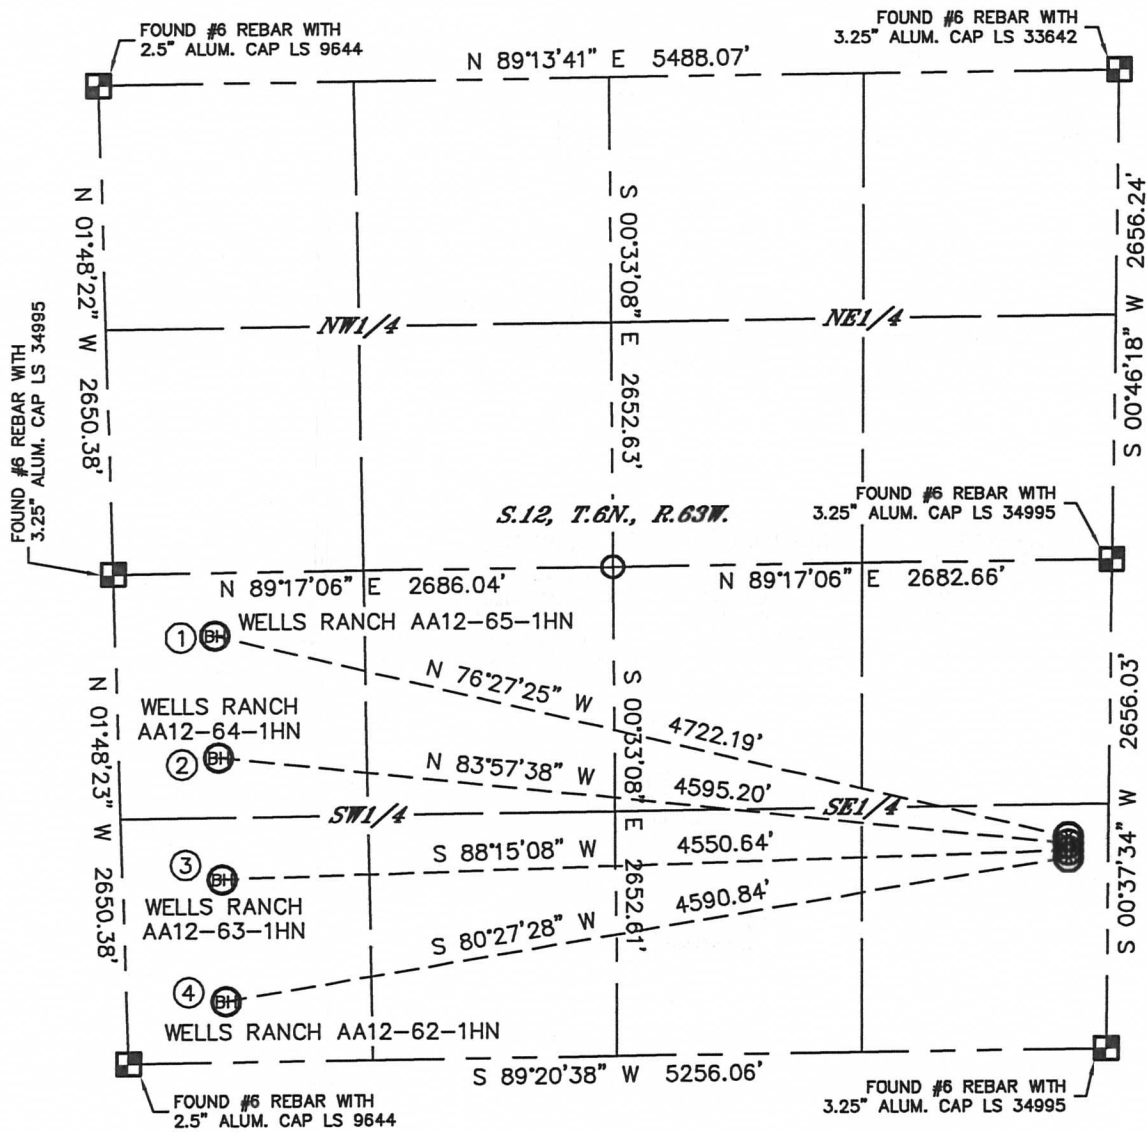 FOUND #6 REBAR WITH
2.5" ALUM. CAP LS 9644
FOUND #6 REBAR WITH
3.25" ALUM. CAP LS 33642
N 89°13'41" E 5488.07'
N 01°48'22" W 2650.38'
S 00°33'08" E 2652.63'
S 00°46'18" W 2656.24'
NW1/4
NE1/4
FOUND #6 REBAR WITH
3.25" ALUM. CAP LS 34995
S.12, T.6N., R.63W.
FOUND #6 REBAR WITH
3.25" ALUM. CAP LS 34995
N 89°17'06" E 2686.04'
N 89°17'06" E 2682.66'
1 BH WELLS RANCH AA12-65-1HN
N 76°27'25" W 4722.19'
WELLS RANCH
AA12-64-1HN
2 BH
N 83°57'38" W 4595.20'
N 01°48'23" W 2650.38'
S 00°33'08" E 2652.61'
S 00°37'34" W 2656.03'
SW1/4
SE1/4
3 BH
S 88°15'08" W 4550.64'
WELLS RANCH
AA12-63-1HN
S 80°27'28" W 4590.84'
4 BH
WELLS RANCH AA12-62-1HN
S 89°20'38" W 5256.06'
FOUND #6 REBAR WITH
2.5" ALUM. CAP LS 9644
FOUND #6 REBAR WITH
3.25" ALUM. CAP LS 34995